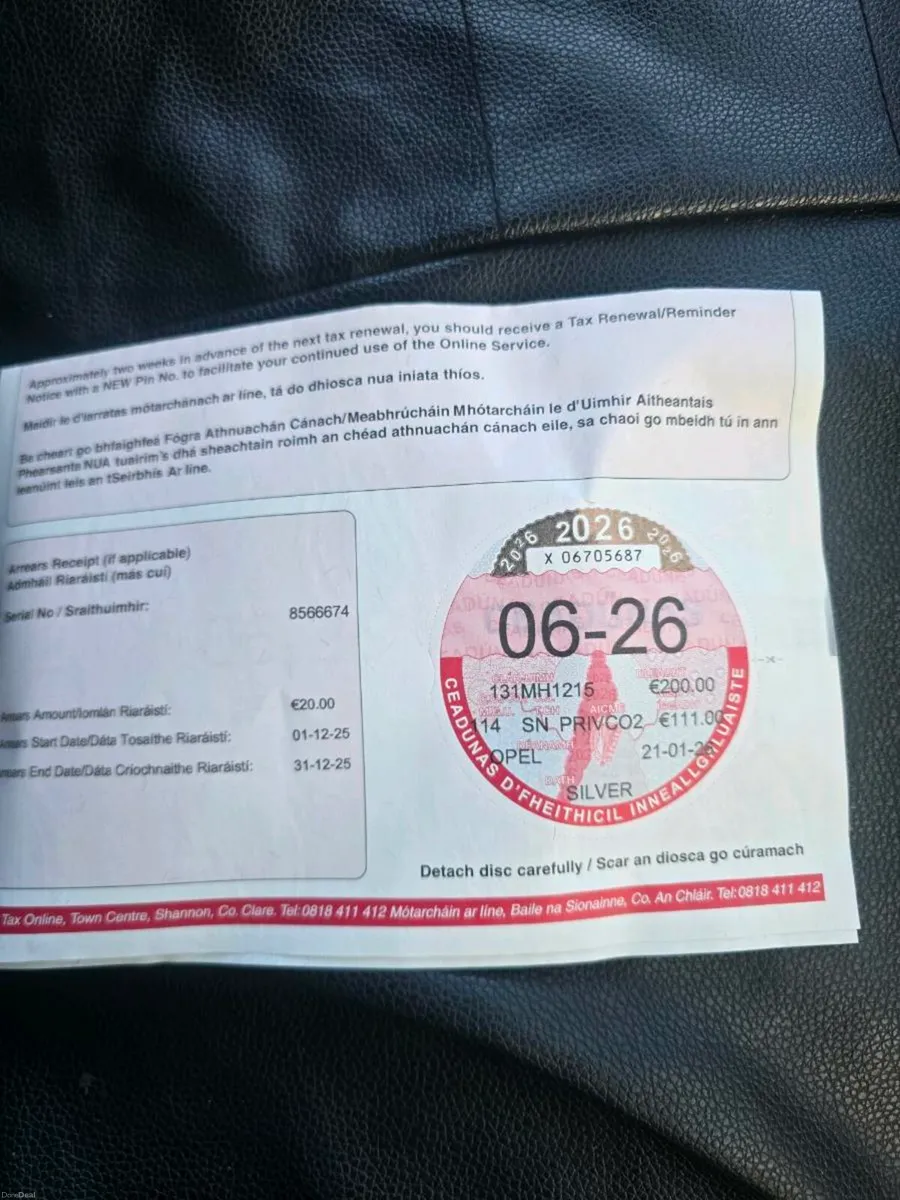 Approximately two weeks in advance of the next tax renewal, you should receive a Tax Renewal/Reminder
Notice with a NEW Pin No. to facilitate your continued use of the Online Service.
Maidir le d'iarratas mótarchánach ar líne, tá do dhiosca nua iniata thíos.
Ba cheart go bhfaighfeá Fógra Athnuachán Cánach/Meabhrúcháin Mhótarcháin le d'Uimhir Aitheantais
Phearsanta NUA tuairim's dhá sheachtain roimh an chéad athnuachán cánach eile, sa chaoi go mbeidh tú in ann
leanúint leis an tSeirbhís Ar líne.
Arrears Receipt (if applicable)
Admháil Riaráistí (más cuí)
Serial No / Sraithuimhir: 8566674
Arrears Amount/Iomlán Riaráistí: €20.00
Arrears Start Date/Dáta Tosaithe Riaráistí: 01-12-25
Arrears End Date/Dáta Críochnaithe Riaráistí: 31-12-25
2026 2026 2026
X 06705687
06-26
131MH1215 €200.00
114 SN PRIVCO2 €111.00
OPEL 21-01-26
SILVER
CEADÚNAS D'FHEITHICIL INNEALLGHLUAISTE
Detach disc carefully / Scar an diosca go cúramach
Tax Online, Town Centre, Shannon, Co. Clare. Tel:0818 411 412 Mótarcháin ar líne, Baile na Sionainne, Co. An Chláir. Tel:0818 411 412
DoneDeal